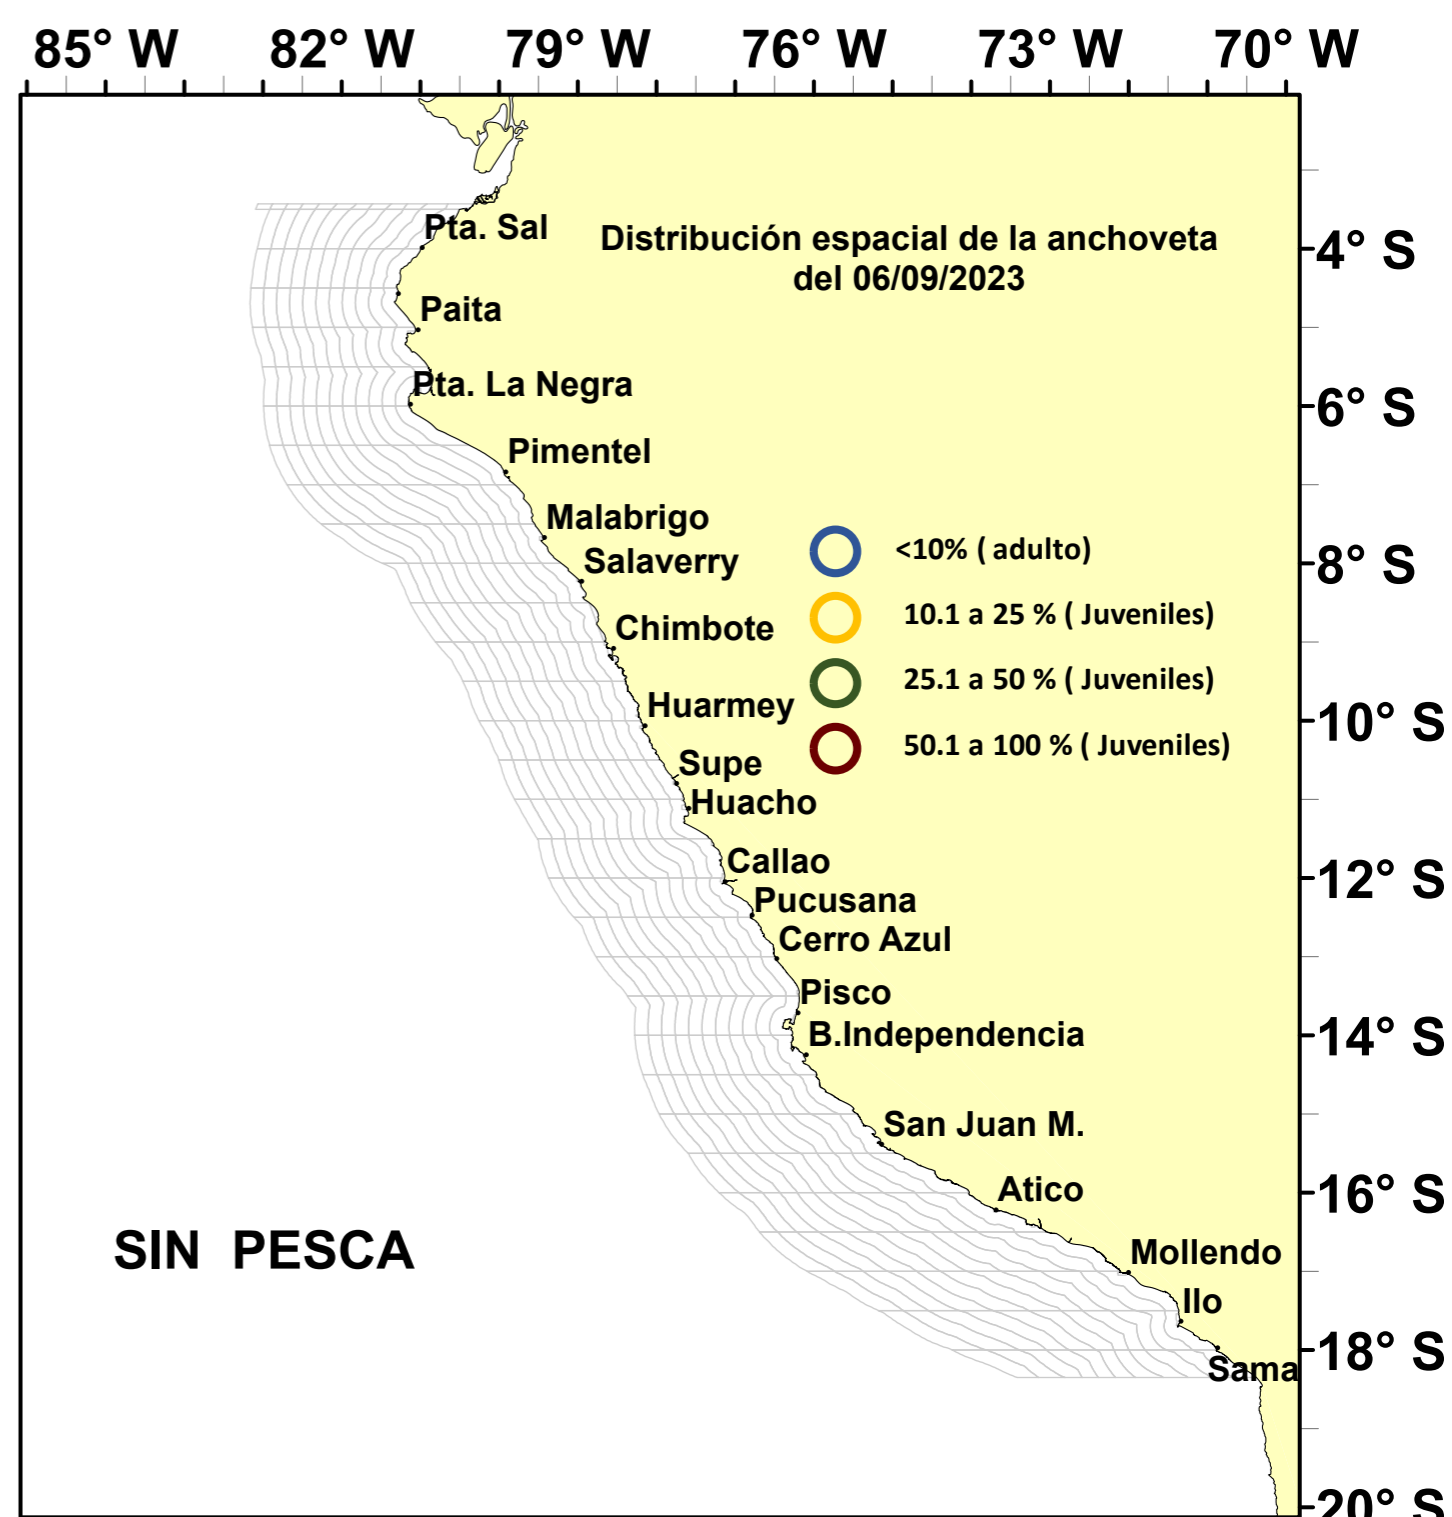 85° W 82° W 79° W 76° W 73° W 70° W
Pta. Sal
Distribución espacial de la anchoveta
del 06/09/2023
4° S
Paita
Pta. La Negra
6° S
Pimentel
Malabrigo
Salaverry
<10% ( adulto)
8° S
10.1 a 25 % ( Juveniles)
Chimbote
25.1 a 50 % ( Juveniles)
Huarmey
10° S
50.1 a 100 % ( Juveniles)
Supe
Huacho
Callao
12° S
Pucusana
Cerro Azul
Pisco
B.Independencia
14° S
San Juan M.
Atico
16° S
SIN PESCA
Mollendo
Ilo
18° S
Sama
20° S